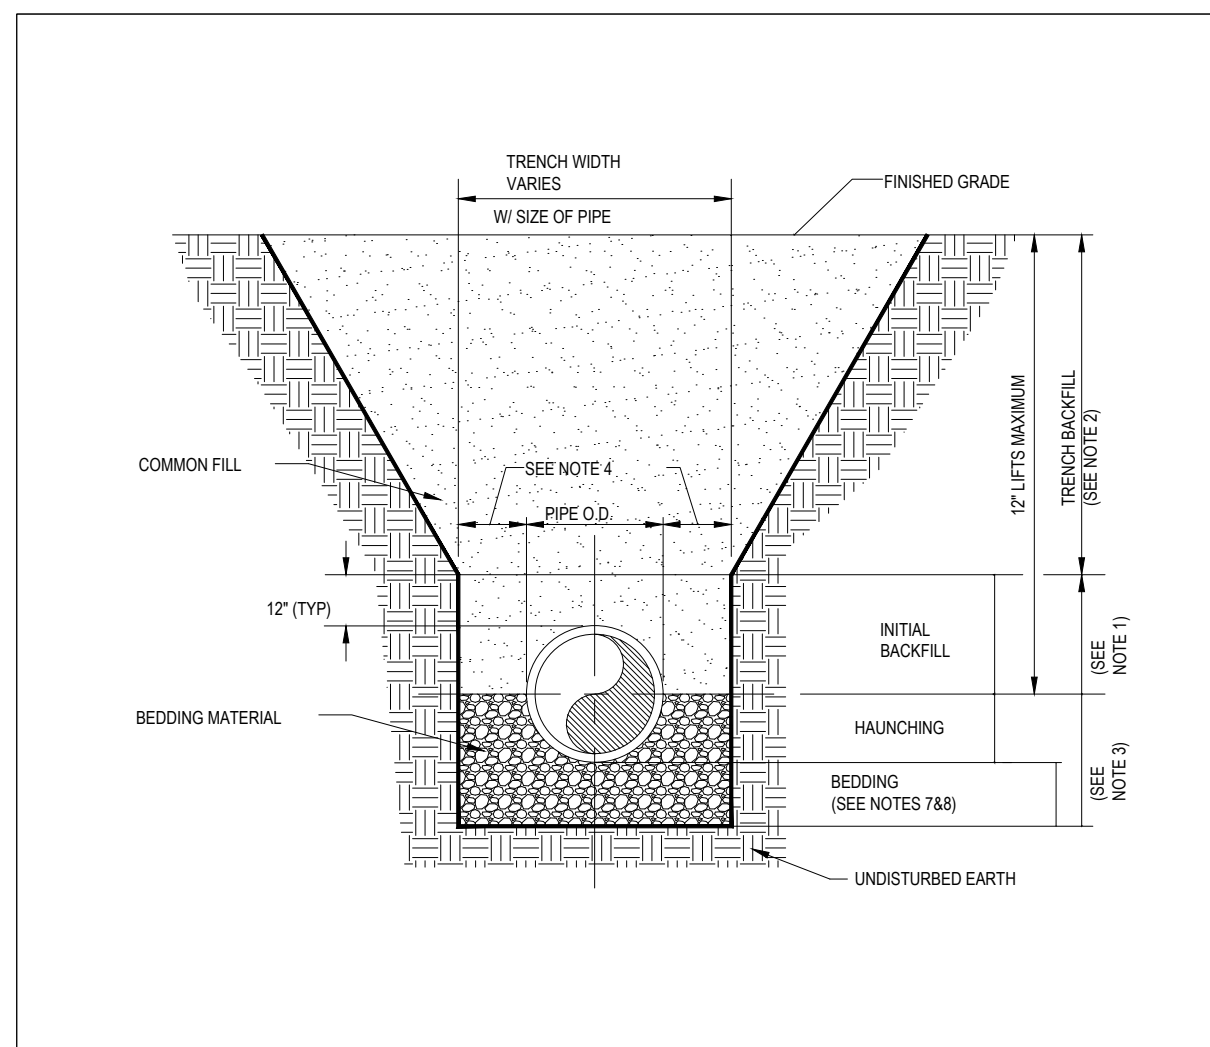 TRENCH WIDTH
VARIES
W/ SIZE OF PIPE
FINISHED GRADE
COMMON FILL
SEE NOTE 4
PIPE O.D.
12" LIFTS MAXIMUM
TRENCH BACKFILL
(SEE NOTE 2)
12" (TYP)
INITIAL
BACKFILL
(SEE
NOTE 1)
BEDDING MATERIAL
HAUNCHING
BEDDING
(SEE NOTES 7&8)
(SEE
NOTE 3)
UNDISTURBED EARTH